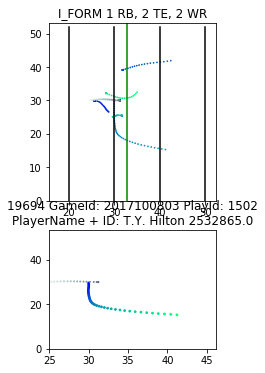 I_FORM 1 RB, 2 TE, 2 WR
50
40
30
20
10
0
20 30 40 50
19694 GameId: 2017100803 PlayId: 1502
PlayerName + ID: T.Y. Hilton 2532865.0
40
20
0
25 30 35 40 45